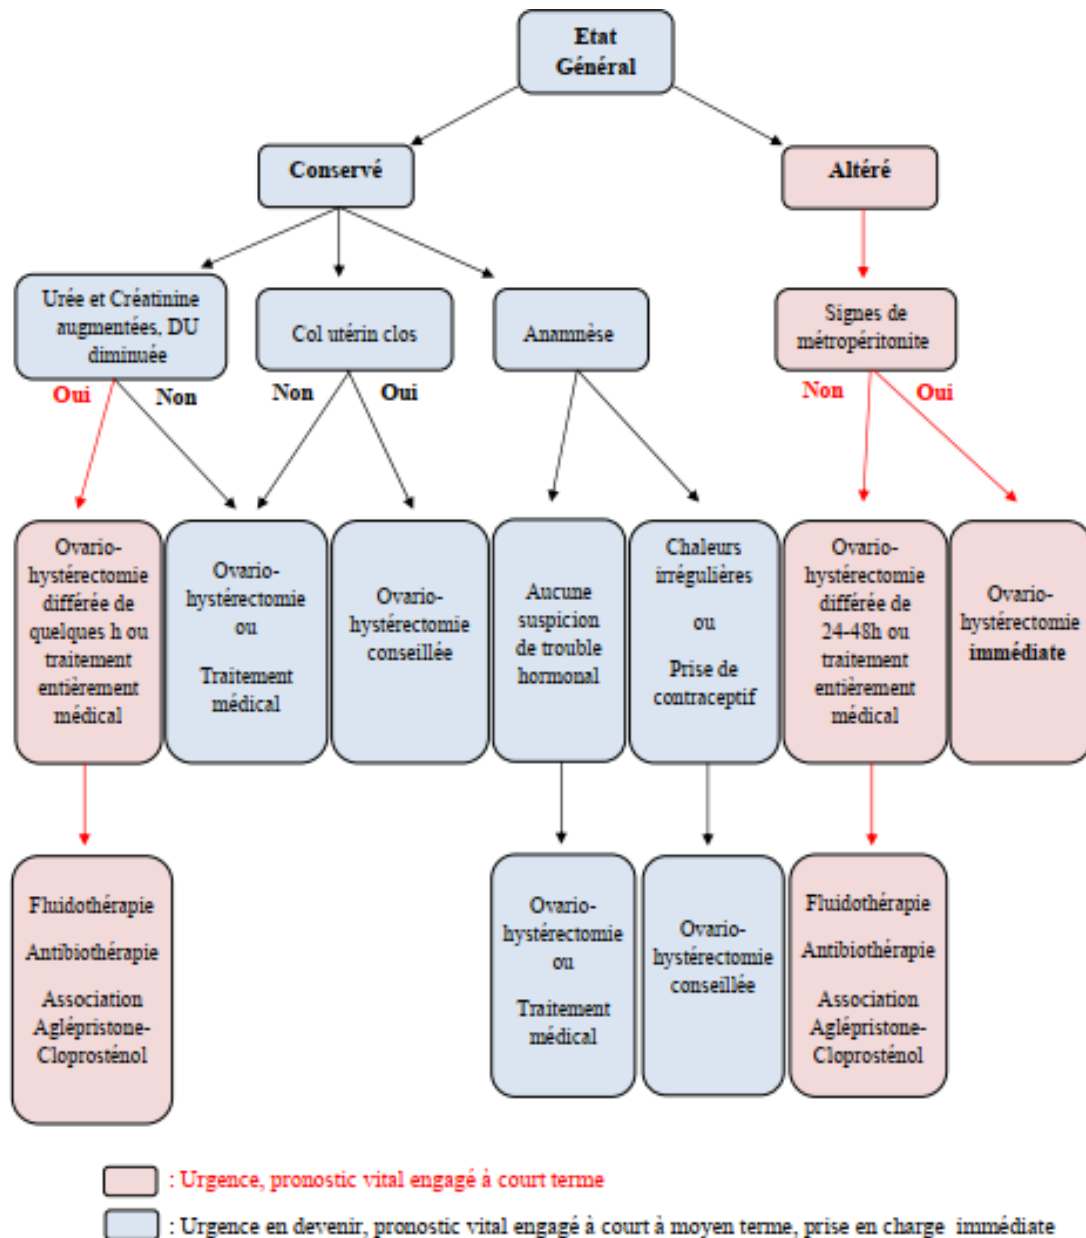 Etat
Général
Conservé
Altéré
Urée et Créatinine
augmentées, DU
diminuée
Col utérin clos
Anamnèse
Signes de
métropéritonite
Oui
Non
Non
Oui
Non
Oui
Ovario-
hystérectomie
différée de
quelques h ou
traitement
entièrement
médical
Ovario-
hystérectomie
ou
Traitement
médical
Ovario-
hystérectomie
conseillée
Aucune
suspicion
de trouble
hormonal
Chaleurs
irrégulières
ou
Prise de
contraceptif
Ovario-
hystérectomie
différée de
24-48h ou
traitement
entièrement
médical
Ovario-
hystérectomie
immédiate
Fluidothérapie
Antibiothérapie
Association
Aglépristone-
Cloprosténol
Ovario-
hystérectomie
ou
Traitement
médical
Ovario-
hystérectomie
conseillée
Fluidothérapie
Antibiothérapie
Association
Aglépristone-
Cloprosténol
: Urgence, pronostic vital engagé à court terme
: Urgence en devenir, pronostic vital engagé à court à moyen terme, prise en charge immédiate